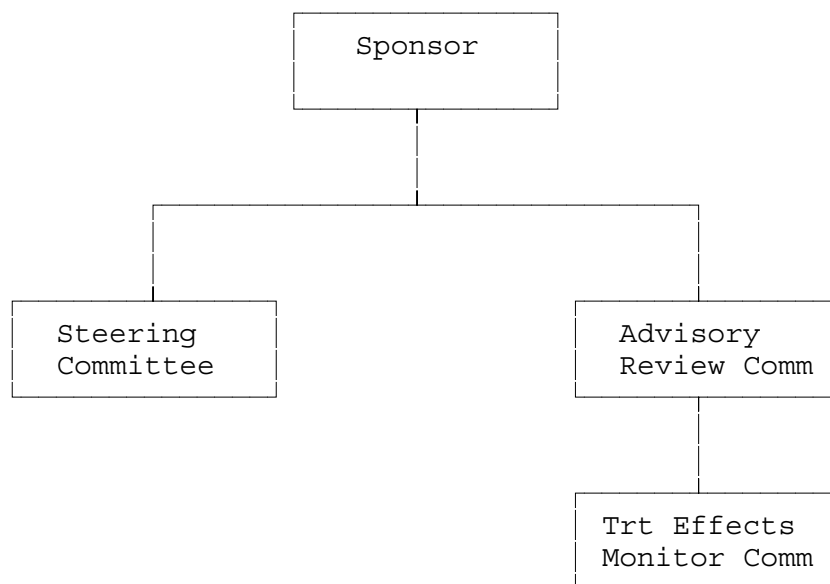 Sponsor
Steering
Committee
Advisory
Review Comm
Trt Effects
Monitor Comm